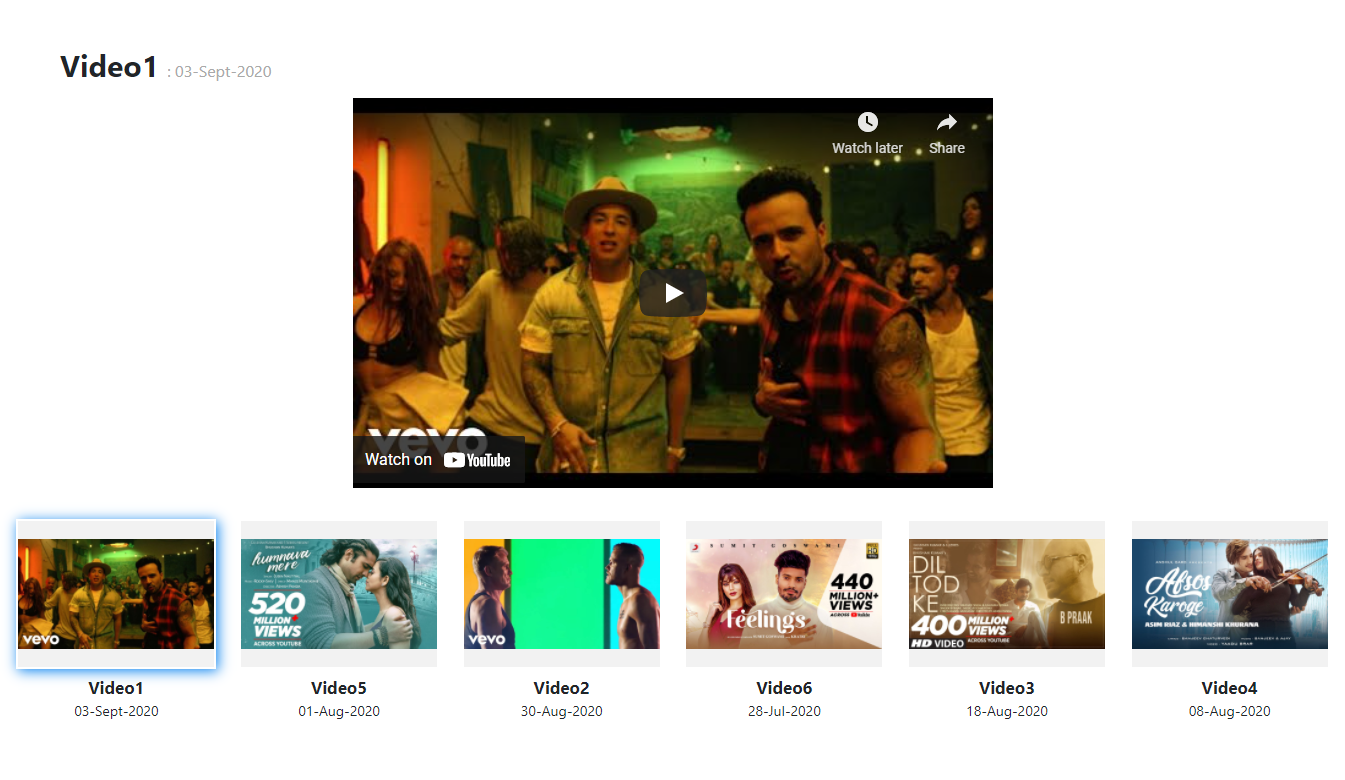 Video1 : 03-Sept-2020
Watch later
Share
vevo
Watch on YouTube
vevo
humnava
mere
520
MILLION+
VIEWS
ACROSS YOUTUBE
vevo
SUMIT GOSWAMI
HD
Feelings
440
MILLION+
VIEWS
ACROSS YouTube
DIL
TOD
KE
400 MILLION+
VIEWS
ACROSS YOUTUBE
HD VIDEO
B PRAAK
Afsos
Karoge
ASIM RIAZ & HIMANSHI KHURANA
Video1
03-Sept-2020
Video5
01-Aug-2020
Video2
30-Aug-2020
Video6
28-Jul-2020
Video3
18-Aug-2020
Video4
08-Aug-2020